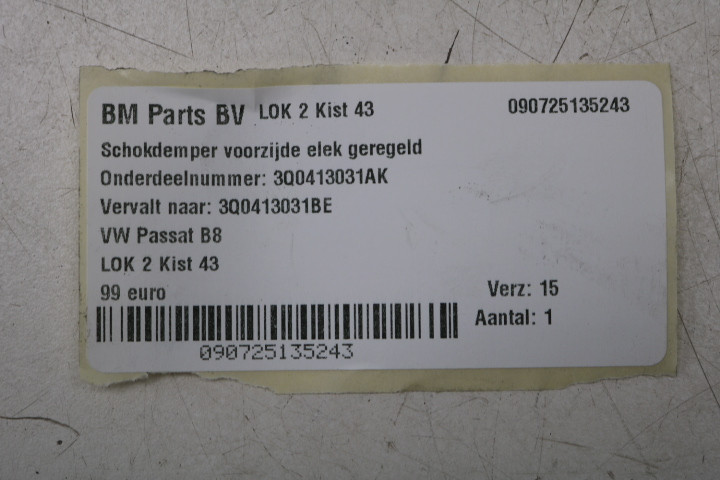 BM Parts BV LOK 2 Kist 43 090725135243
Schokdemper voorzijde elek geregeld
Onderdeelnummer: 3Q0413031AK
Vervalt naar: 3Q0413031BE
VW Passat B8
LOK 2 Kist 43
99 euro Verz: 15
Aantal: 1
090725135243